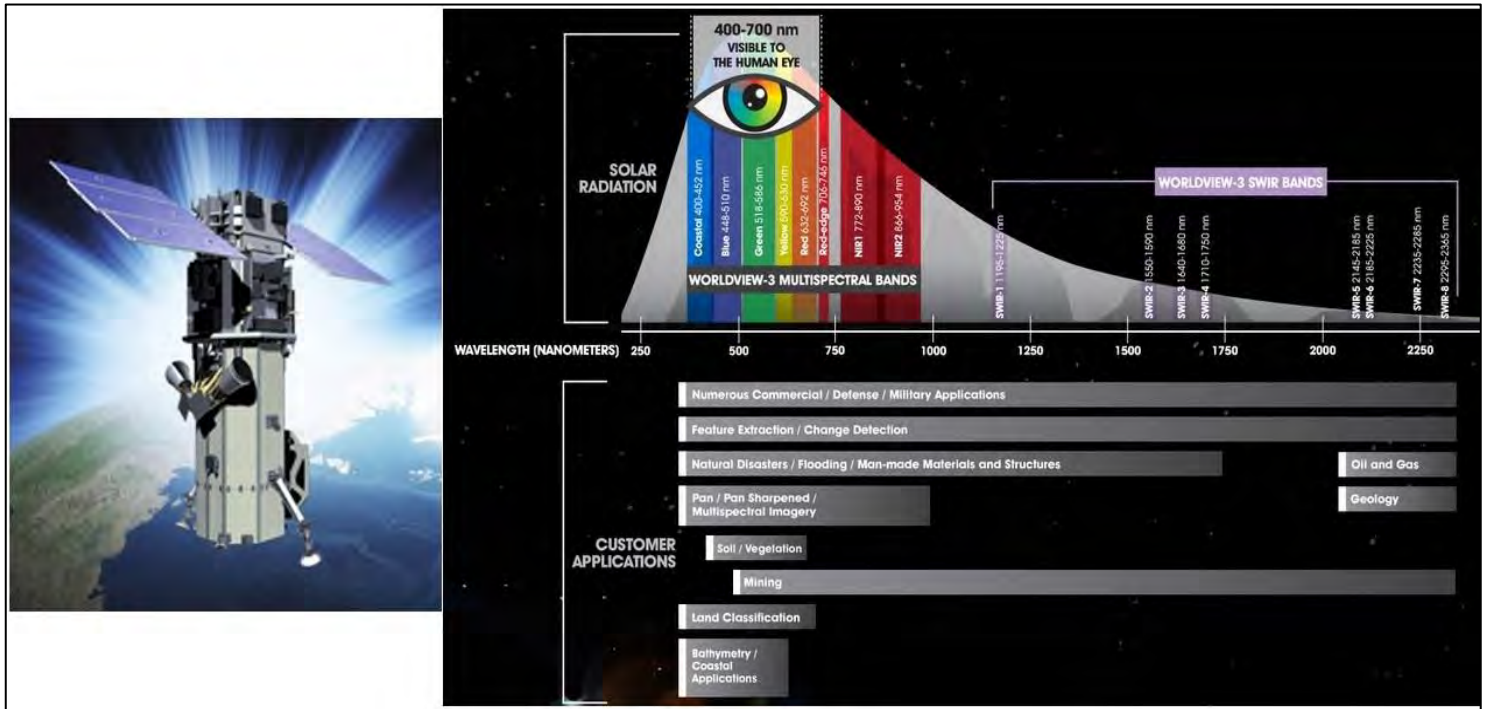 400-700 nm
VISIBLE TO
THE HUMAN EYE
SOLAR
RADIATION
Coastal 400-452 nm
Blue 448-510 nm
Green 518-586 nm
Yellow 590-630 nm
Red 632-692 nm
Red-edge 706-746 nm
NIR1 772-890 nm
NIR2 866-954 nm
WORLDVIEW-3 MULTISPECTRAL BANDS
WORLDVIEW-3 SWIR BANDS
SWIR-1 1195-1225 nm
SWIR-2 1550-1590 nm
SWIR-3 1640-1680 nm
SWIR-4 1710-1750 nm
SWIR-5 2145-2185 nm
SWIR-6 2185-2225 nm
SWIR-7 2235-2285 nm
SWIR-8 2295-2365 nm
WAVELENGTH (NANOMETERS) 250 500 750 1000 1250 1500 1750 2000 2250
CUSTOMER
APPLICATIONS
Numerous Commercial / Defense / Military Applications
Feature Extraction / Change Detection
Natural Disasters / Flooding / Man-made Materials and Structures
Oil and Gas
Pan / Pan Sharpened /
Multispectral Imagery
Geology
Soil / Vegetation
Mining
Land Classification
Bathymetry /
Coastal
Applications